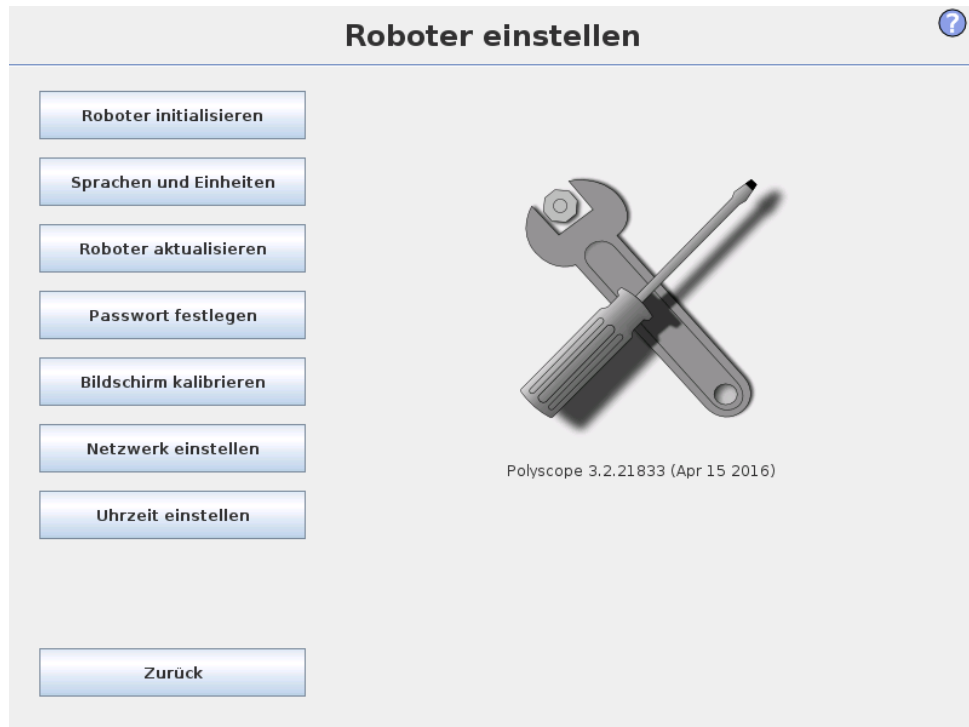 Roboter einstellen
?
Roboter initialisieren
Sprachen und Einheiten
Roboter aktualisieren
Passwort festlegen
Bildschirm kalibrieren
Netzwerk einstellen
Uhrzeit einstellen
Polyscope 3.2.21833 (Apr 15 2016)
Zurück